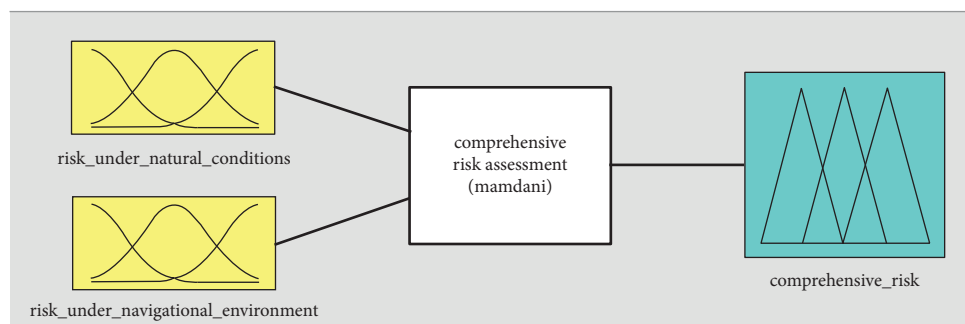 risk_under_natural_conditions
risk_under_navigational_environment
comprehensive
risk assessment
(mamdani)
comprehensive_risk